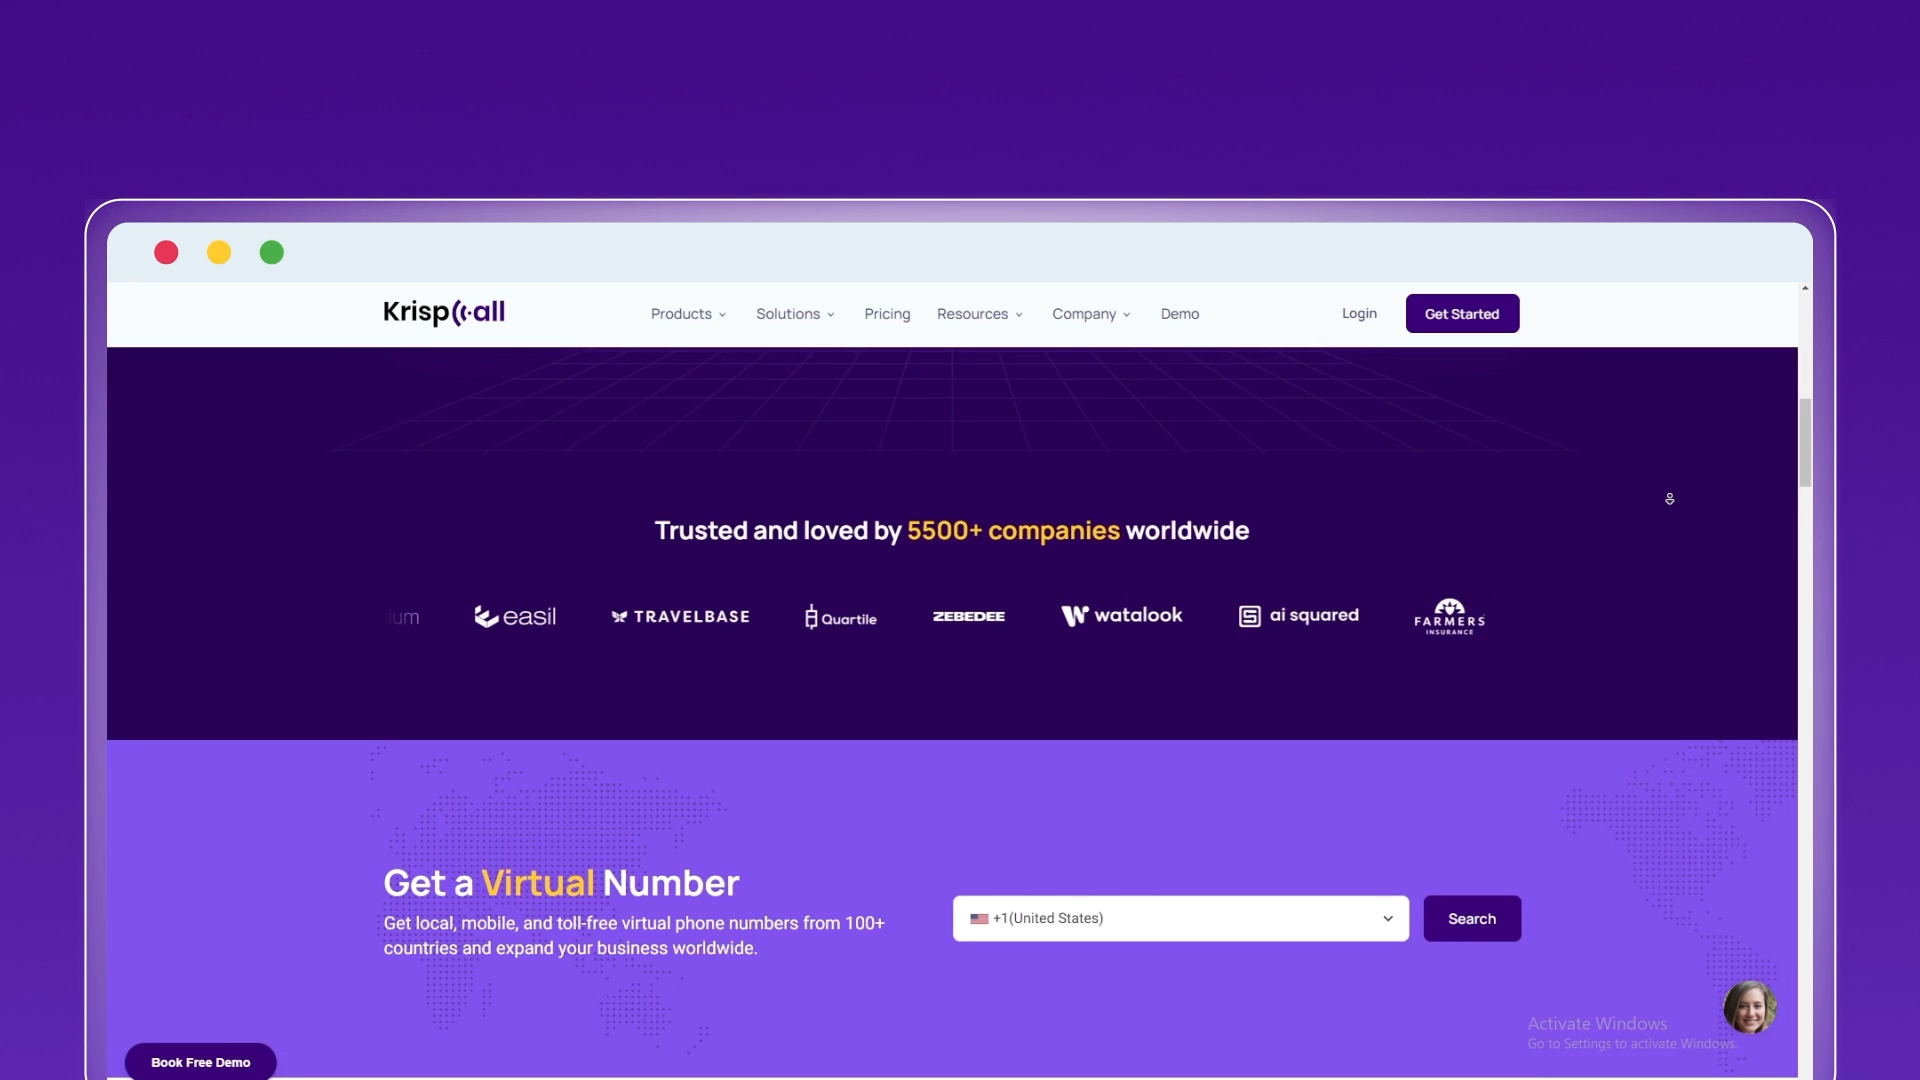 KrispCall
Products Solutions Pricing Resources Company Demo Login Get Started
Trusted and loved by 5500+ companies worldwide
ium easil TRAVELBASE Quartile ZEBEDEE watalook ai squared FARMERS INSURANCE
Get a Virtual Number
Get local, mobile, and toll-free virtual phone numbers from 100+
countries and expand your business worldwide.
+1(United States) Search
Activate Windows
Go to Settings to activate Windows.
Book Free Demo